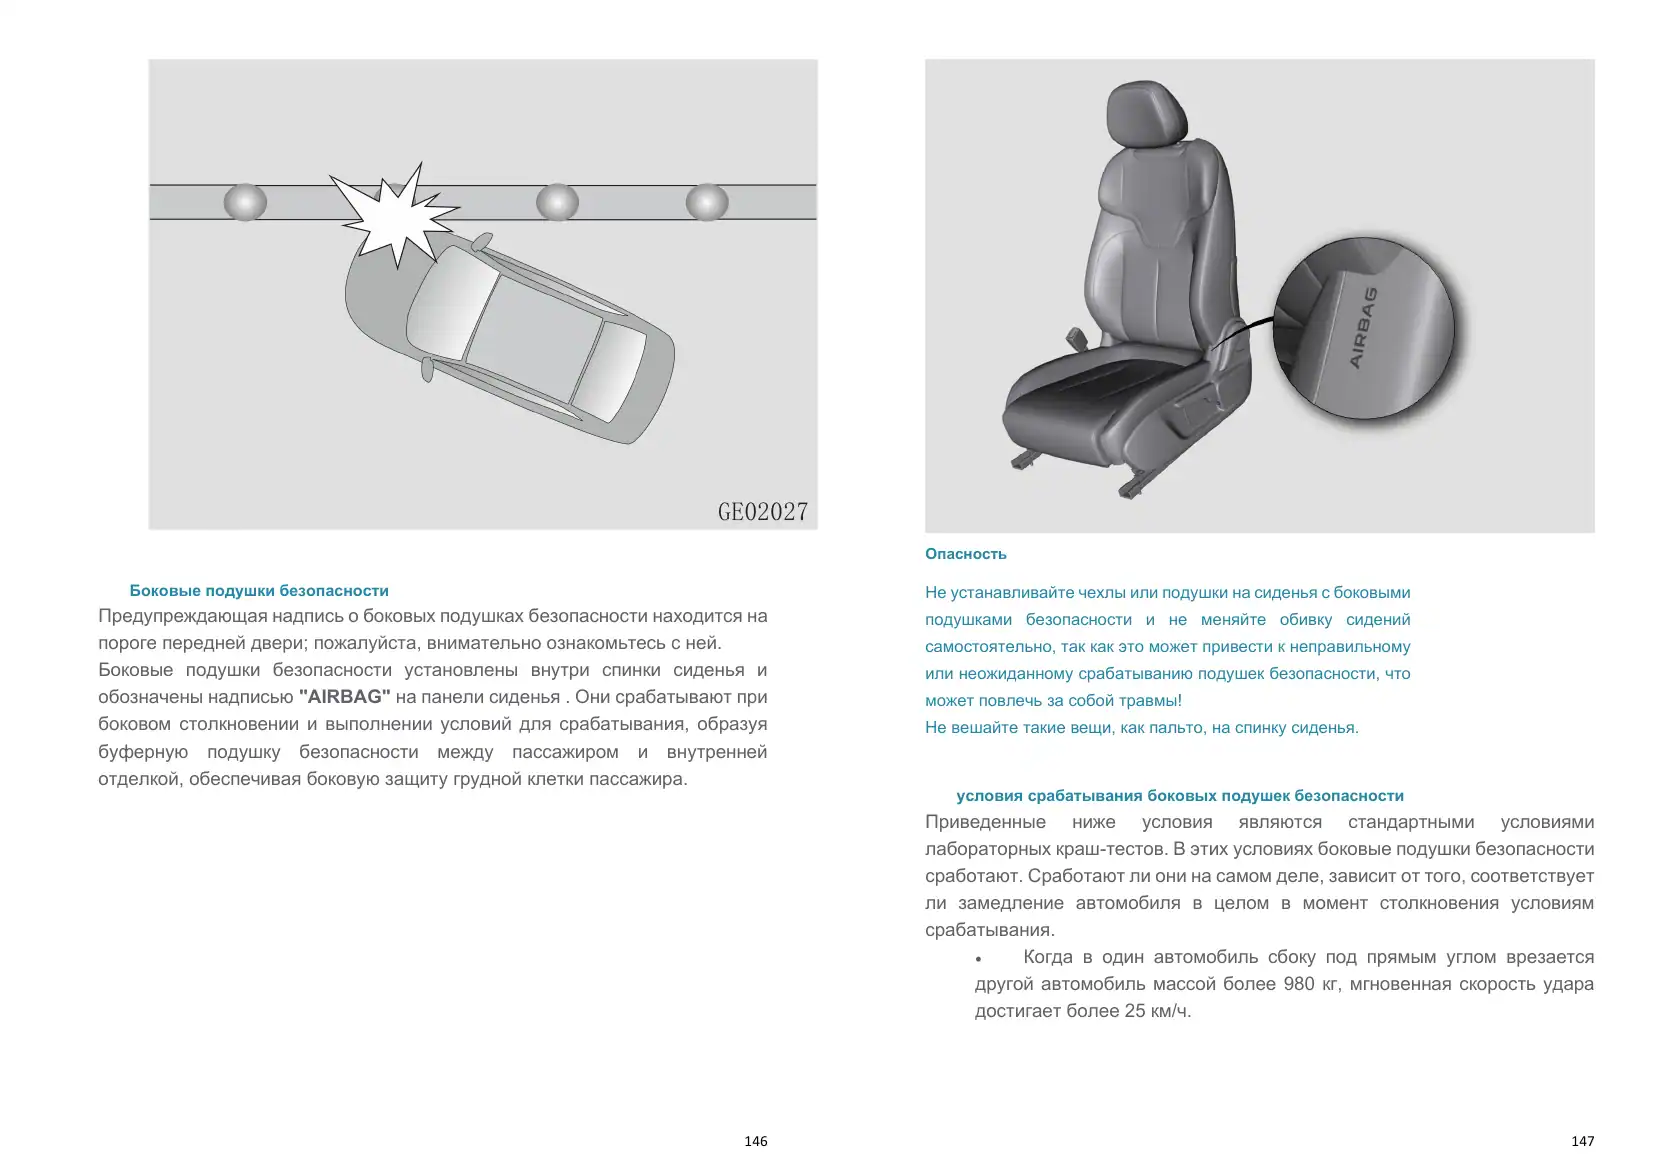 GE02027
Боковые подушки безопасности
Предупреждающая надпись о боковых подушках безопасности находится на
пороге передней двери; пожалуйста, внимательно ознакомьтесь с ней.
Боковые подушки безопасности установлены внутри спинки сиденья и
обозначены надписью "AIRBAG" на панели сиденья . Они срабатывают при
боковом столкновении и выполнении условий для срабатывания, образуя
буферную подушку безопасности между пассажиром и внутренней
отделкой, обеспечивая боковую защиту грудной клетки пассажира.
146
AIRBAG
Опасность
Не устанавливайте чехлы или подушки на сиденья с боковыми
подушками безопасности и не меняйте обивку сидений
самостоятельно, так как это может привести к неправильному
или неожиданному срабатыванию подушек безопасности, что
может повлечь за собой травмы!
Не вешайте такие вещи, как пальто, на спинку сиденья.
условия срабатывания боковых подушек безопасности
Приведенные ниже условия являются стандартными условиями
лабораторных краш-тестов. В этих условиях боковые подушки безопасности
сработают. Сработают ли они на самом деле, зависит от того, соответствует
ли замедление автомобиля в целом в момент столкновения условиям
срабатывания.
• Когда в один автомобиль сбоку под прямым углом врезается
другой автомобиль массой более 980 кг, мгновенная скорость удара
достигает более 25 км/ч.
147